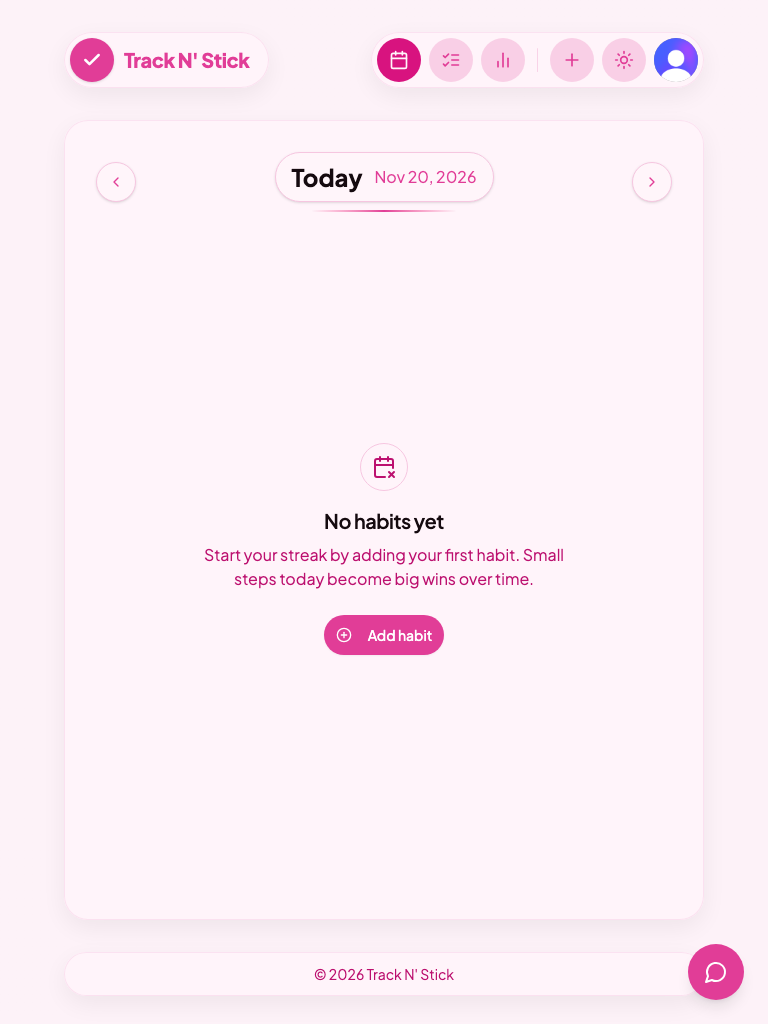 Track N' Stick
Today Nov 20, 2026
No habits yet
Start your streak by adding your first habit. Small
steps today become big wins over time.
Add habit
© 2026 Track N' Stick